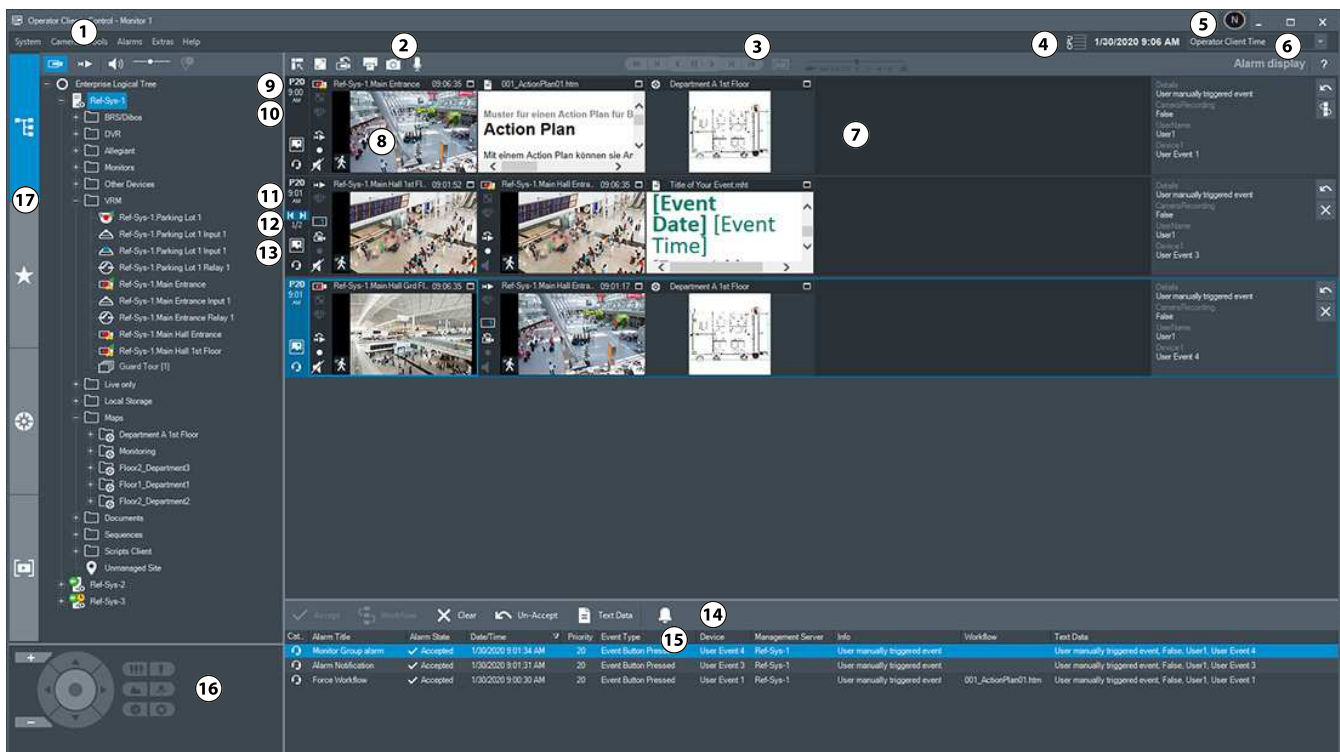 Operator Client - Control - Monitor 1
N
System Camera Tools Alarms Extras Help
1/30/2020 9:06 AM Operator Client Time
Alarm display ?
1
2
3
4
5
6
7
8
9
10
11
12
13
14
15
16
17
Enterprise Logical Tree
Ref-Sys-1
BRS/Dibos
DVR
Allegiant
Monitors
Other Devices
VRM
Ref-Sys-1.Parking Lot 1
Ref-Sys-1.Parking Lot 1 Input 1
Ref-Sys-1.Parking Lot 1 Input 1
Ref-Sys-1.Parking Lot 1 Relay 1
Ref-Sys-1.Main Entrance
Ref-Sys-1.Main Entrance Input 1
Ref-Sys-1.Main Entrance Relay 1
Ref-Sys-1.Main Hall Entrance
Ref-Sys-1.Main Hall 1st Floor
Guard Tour [1]
Live only
Local Storage
Maps
Department A 1st Floor
Monitoring
Floor2_Department3
Floor1_Department1
Floor2_Department2
Documents
Sequences
Scripts Client
Unmanaged Site
Ref-Sys-2
Ref-Sys-3
P20
9:00
AM
Ref-Sys-1.Main Entrance 09:06:35
001_ActionPlan01.htm
Department A 1st Floor
Muster für einen Action Plan für B
Action Plan
Mit einem Action Plan können sie Ar
Details
User manually triggered event
CameraRecording
False
UserName
User1
Device1
User Event 1
P20
9:01
AM
1/2
Ref-Sys-1.Main Hall 1st Fl.. 09:01:52
Ref-Sys-1.Main Hall Entra.. 09:06:35
Title of Your Event.mht
[Event
Date] [Event
Time]
Details
User manually triggered event
CameraRecording
False
UserName
User1
Device1
User Event 3
P20
9:01
AM
Ref-Sys-1.Main Hall Grd Fl.. 09:06:35
Ref-Sys-1.Main Hall Entra.. 09:01:17
Department A 1st Floor
Details
User manually triggered event
CameraRecording
False
UserName
User1
Device1
User Event 4
Accept Workflow Clear Un-Accept Text Data
Cat.. Alarm Title Alarm State Date/Time Priority Event Type Device Management Server Info Workflow Text Data
Monitor Group alarm Accepted 1/30/2020 9:01:34 AM 20 Event Button Pressed User Event 4 Ref-Sys-1 User manually triggered event User manually triggered event, False, User1, User Event 4
Alarm Notification Accepted 1/30/2020 9:01:31 AM 20 Event Button Pressed User Event 3 Ref-Sys-1 User manually triggered event User manually triggered event, False, User1, User Event 3
Force Workflow Accepted 1/30/2020 9:00:30 AM 20 Event Button Pressed User Event 1 Ref-Sys-1 User manually triggered event 001_ActionPlan01.htm User manually triggered event, False, User1, User Event 1